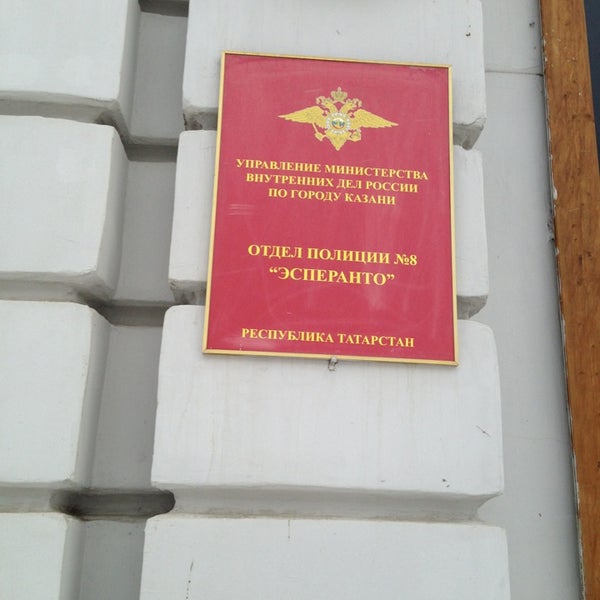 УПРАВЛЕНИЕ МИНИСТЕРСТВА
ВНУТРЕННИХ ДЕЛ РОССИИ
ПО ГОРОДУ КАЗАНИ
ОТДЕЛ ПОЛИЦИИ №8
“ЭСПЕРАНТО”
РЕСПУБЛИКА ТАТАРСТАН